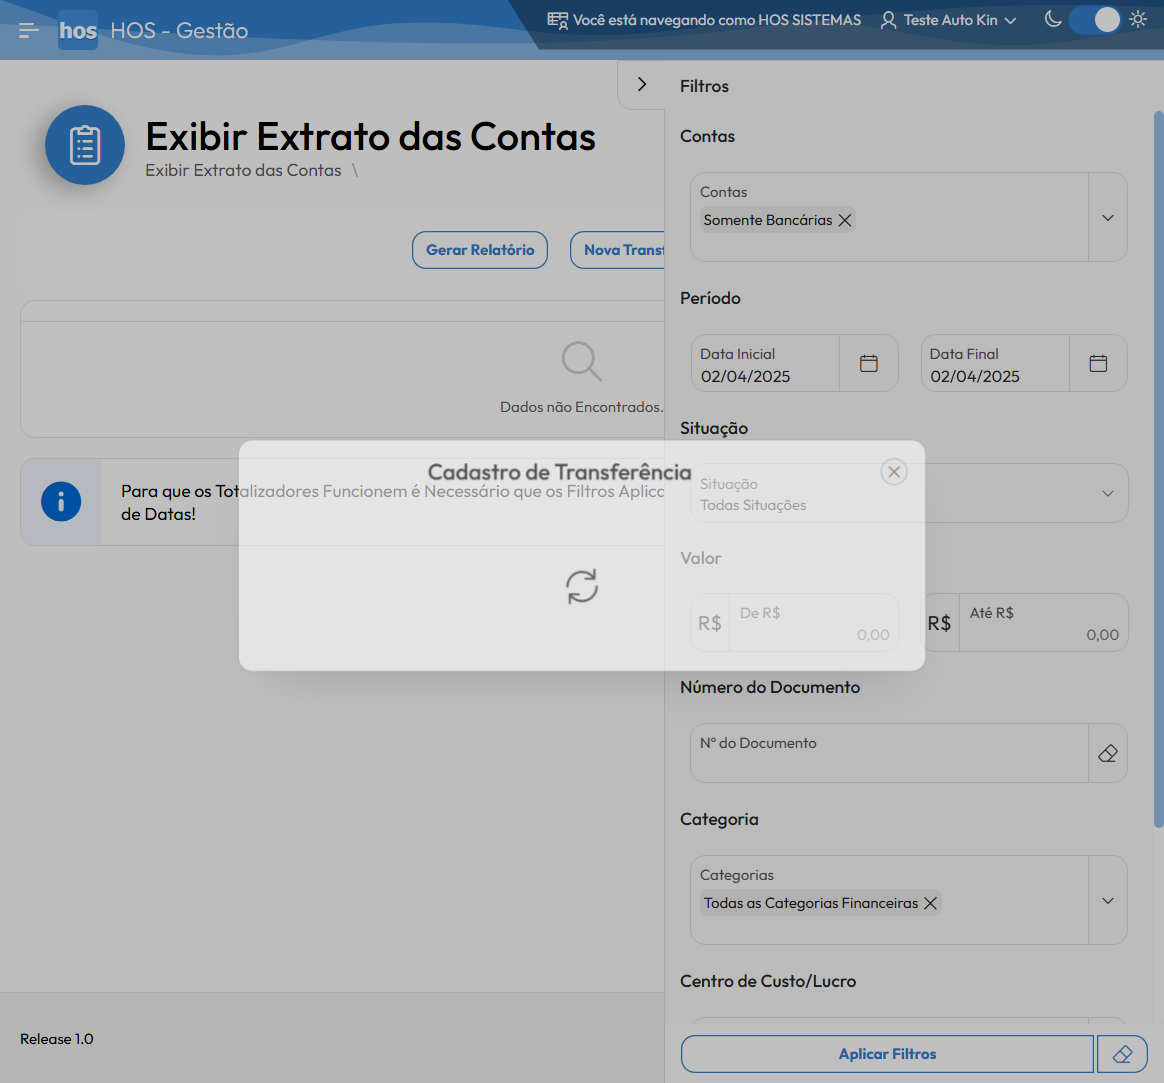 hos HOS - Gestão
Você está navegando como HOS SISTEMAS
Teste Auto Kin
Exibir Extrato das Contas
Exibir Extrato das Contas \
Gerar Relatório
Nova Transf
Dados não Encontrados.
Para que os Totalizadores Funcionem é Necessário que os Filtros Aplica
de Datas!
Cadastro de Transferência
Filtros
Contas
Contas
Somente Bancárias
Período
Data Inicial
02/04/2025
Data Final
02/04/2025
Situação
Situação
Todas Situações
Valor
R$ De R$
0,00
R$ Até R$
0,00
Número do Documento
Nº do Documento
Categoria
Categorias
Todas as Categorias Financeiras
Centro de Custo/Lucro
Aplicar Filtros
Release 1.0